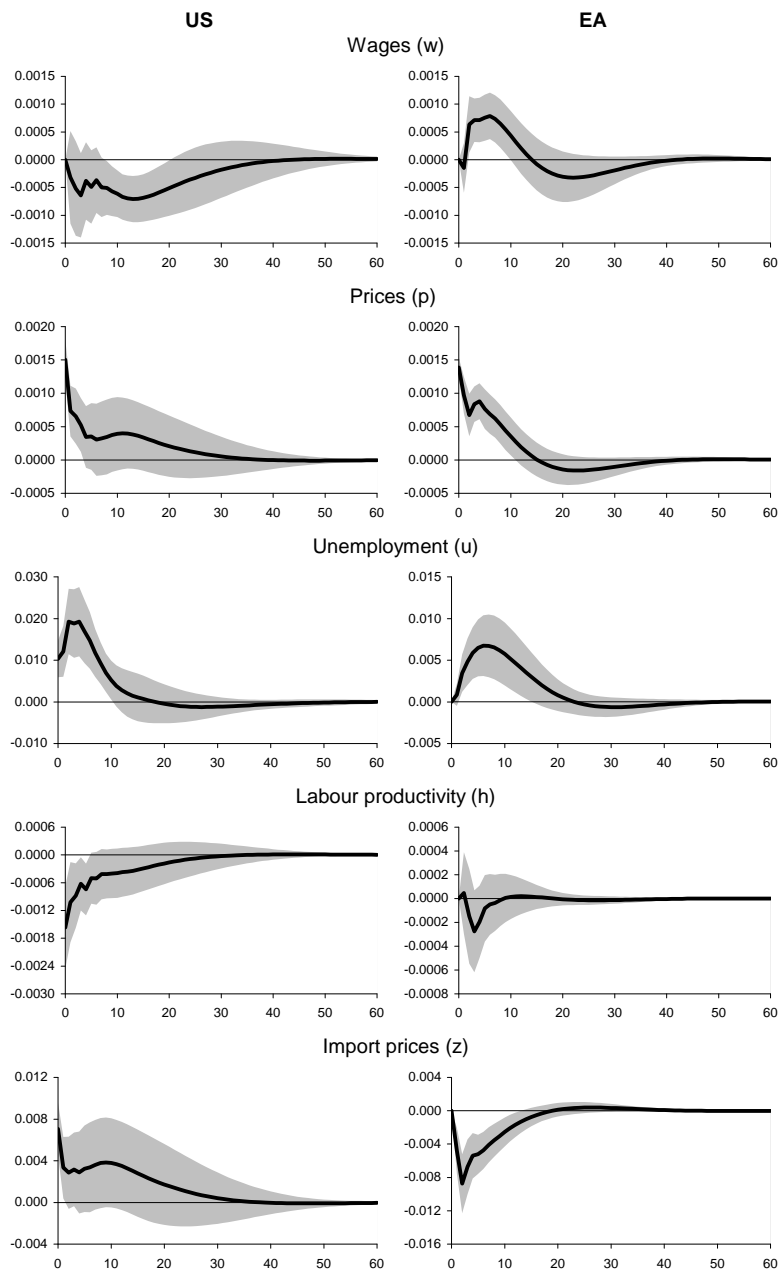 US EA
Wages (w)
0.0015 0.0015
0.0010 0.0010
0.0005 0.0005
0.0000 0.0000
-0.0005 -0.0005
-0.0010 -0.0010
-0.0015 -0.0015
0 10 20 30 40 50 60 0 10 20 30 40 50 60
Prices (p)
0.0020 0.0020
0.0015 0.0015
0.0010 0.0010
0.0005 0.0005
0.0000 0.0000
-0.0005 -0.0005
0 10 20 30 40 50 60 0 10 20 30 40 50 60
Unemployment (u)
0.030 0.015
0.020 0.010
0.010 0.005
0.000 0.000
-0.010 -0.005
0 10 20 30 40 50 60 0 10 20 30 40 50 60
Labour productivity (h)
0.0006 0.0006
0.0000 0.0004
-0.0006 0.0002
-0.0012 0.0000
-0.0018 -0.0002
-0.0024 -0.0004
-0.0030 -0.0006
-0.0008
0 10 20 30 40 50 60 0 10 20 30 40 50 60
Import prices (z)
0.012 0.004
0.008 0.000
0.004 -0.004
0.000 -0.008
-0.004 -0.012
-0.016
0 10 20 30 40 50 60 0 10 20 30 40 50 60